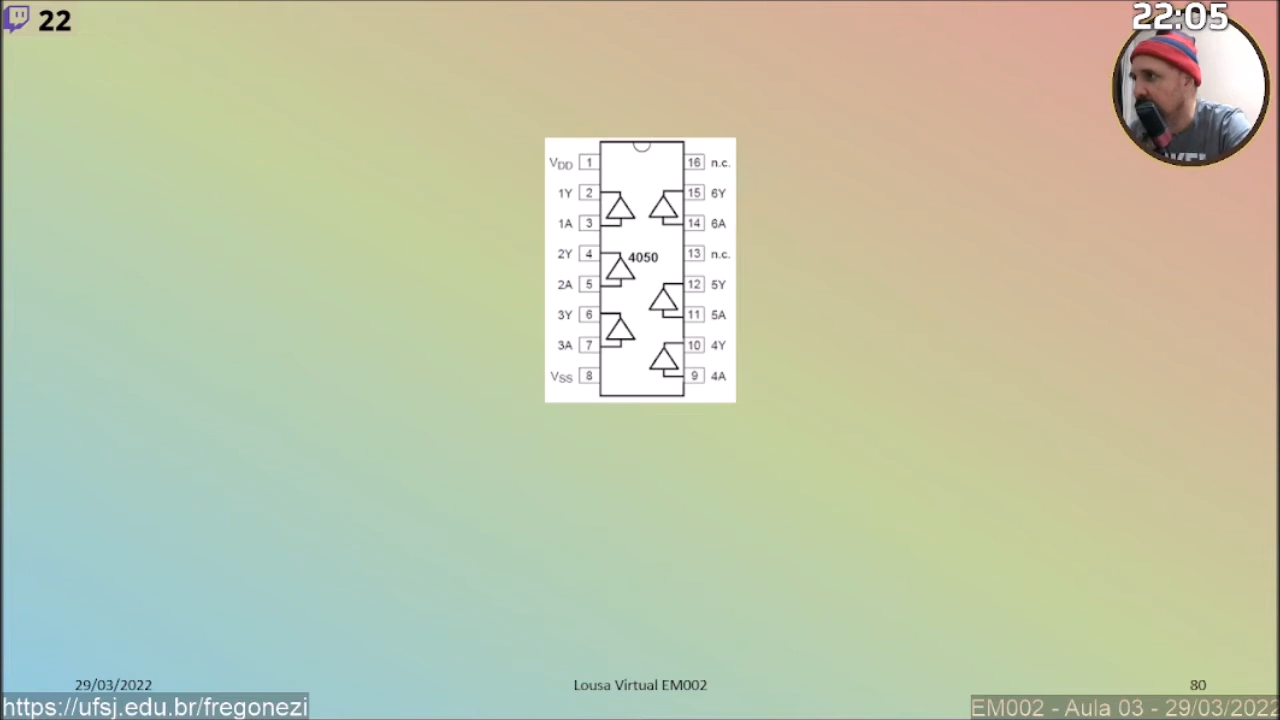 22
22:05
VDD 1 16 n.c.
1Y 2 15 6Y
1A 3 14 6A
2Y 4 4050 13 n.c.
2A 5 12 5Y
3Y 6 11 5A
3A 7 10 4Y
VSS 8 9 4A
29/03/2022 Lousa Virtual EM002 80
https://ufsj.edu.br/fregonezi
EM002 - Aula 03 - 29/03/2022